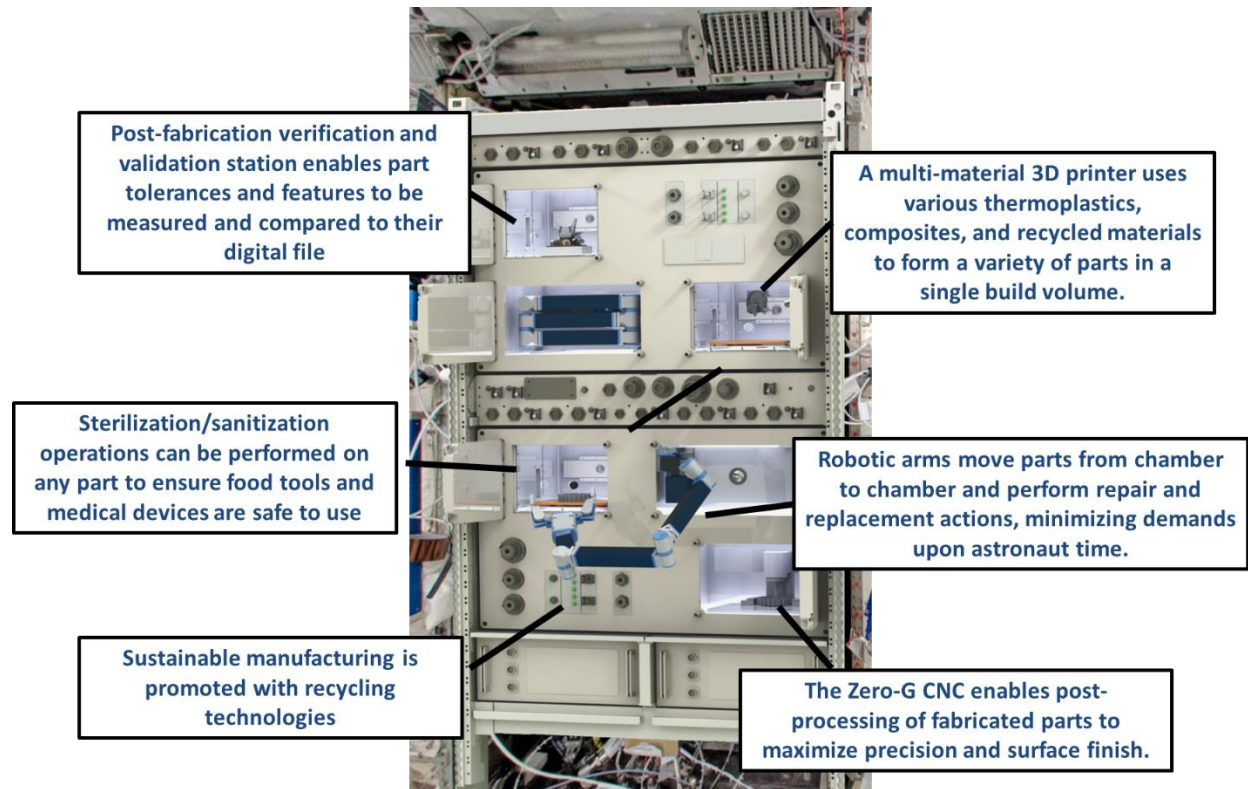 Post-fabrication verification and
validation station enables part
tolerances and features to be
measured and compared to their
digital file
A multi-material 3D printer uses
various thermoplastics,
composites, and recycled materials
to form a variety of parts in a
single build volume.
Sterilization/sanitization
operations can be performed on
any part to ensure food tools and
medical devices are safe to use
Robotic arms move parts from chamber
to chamber and perform repair and
replacement actions, minimizing demands
upon astronaut time.
Sustainable manufacturing is
promoted with recycling
technologies
The Zero-G CNC enables post-
processing of fabricated parts to
maximize precision and surface finish.